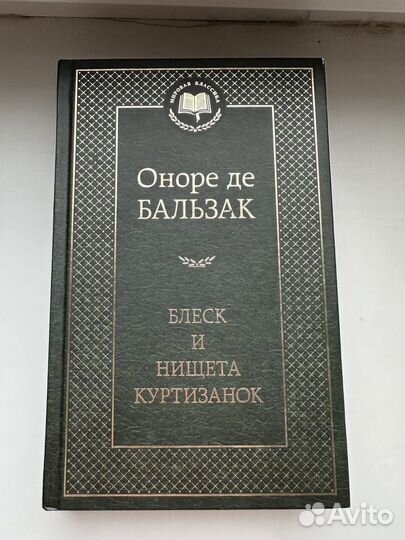 МИРОВАЯ КЛАССИКА
Оноре де
БАЛЬЗАК
БЛЕСК
И
НИЩЕТА
КУРТИЗАНОК
Avito